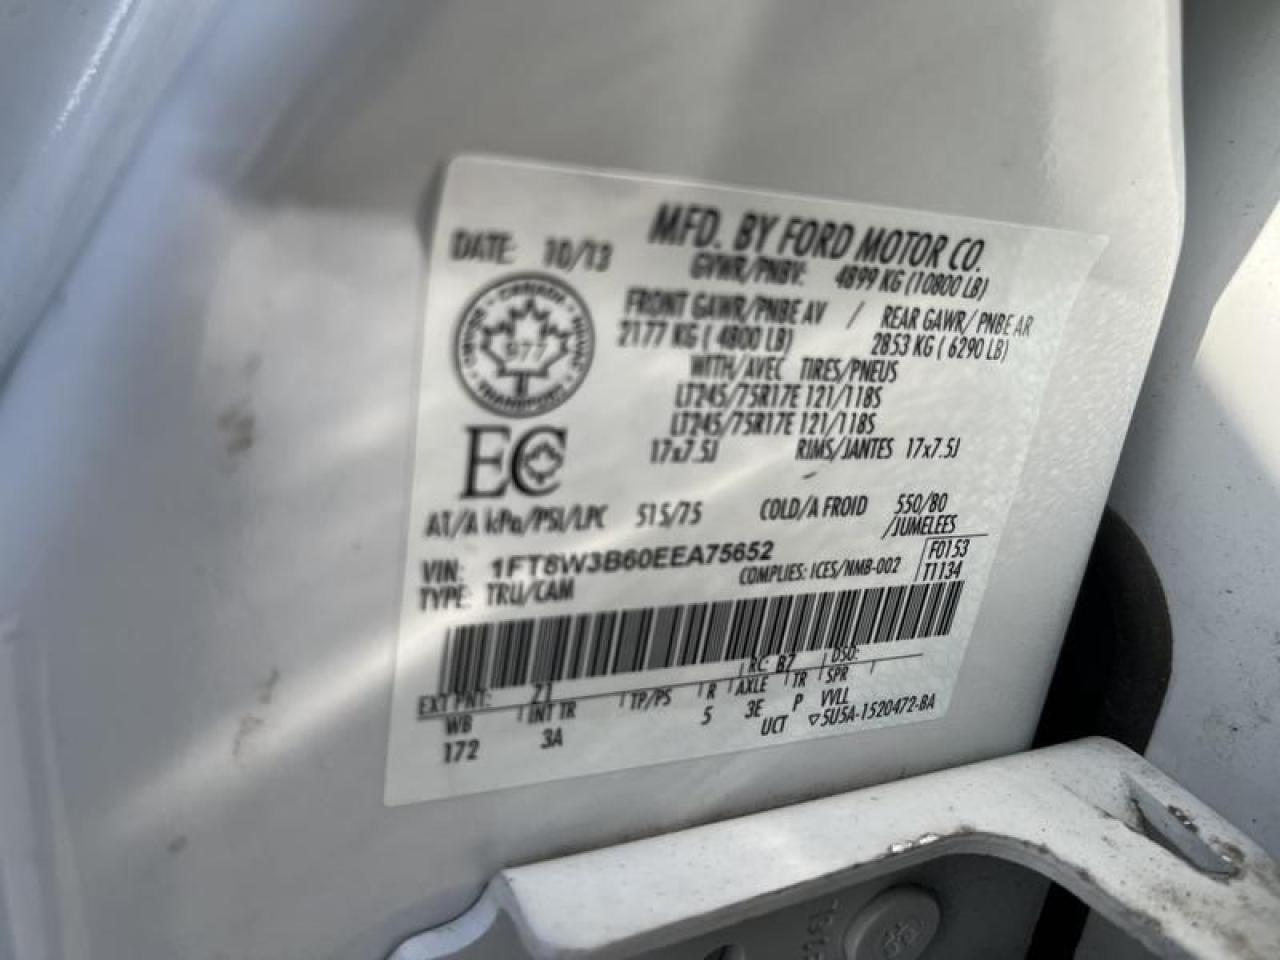 MFD. BY FORD MOTOR CO.
DATE: 10/13
GVWR/PNBV: 4899 KG (10800 LB)
FRONT GAWR/PNBE AV / REAR GAWR/ PNBE AR
2177 KG ( 4800 LB) 2853 KG ( 6290 LB)
WITH/AVEC TIRES/PNEUS
LT245/75R17E 121/118S
LT245/75R17E 121/118S
17x7.5J RIMS/JANTES 17x7.5J
CANADA
TRANSPORT
977
EC
AT/A kPa/PSI/LPC 515/75 COLD/A FROID 550/80
/JUMELEES
VIN: 1FT8W3B60EEA75652
F0153
TYPE: TRU/CAM COMPLIES: ICES/NMB-002 T1134
RC: B7 DSO:
EXT PNT: Z1
WB INT TR TP/PS R AXLE TR SPR
172 3A 5 3E P VVLL
UCT 5U5A-1520472-BA